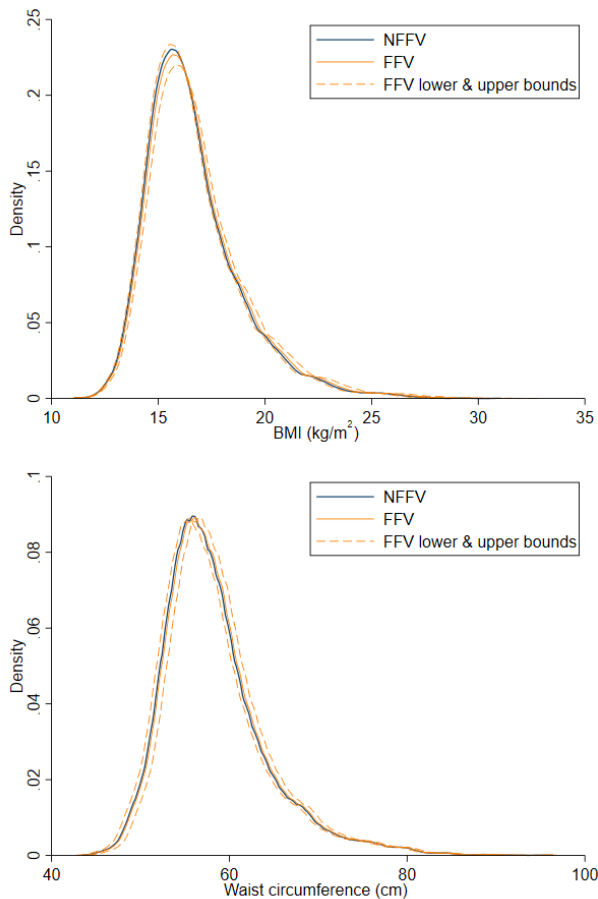 NFFV
FFV
FFV lower & upper bounds
Density
0 .05 .1 .15 .2 .25
10 15 20 25 30 35
BMI (kg/m²)
NFFV
FFV
FFV lower & upper bounds
Density
0 .02 .04 .06 .08 .1
40 60 80 100
Waist circumference (cm)